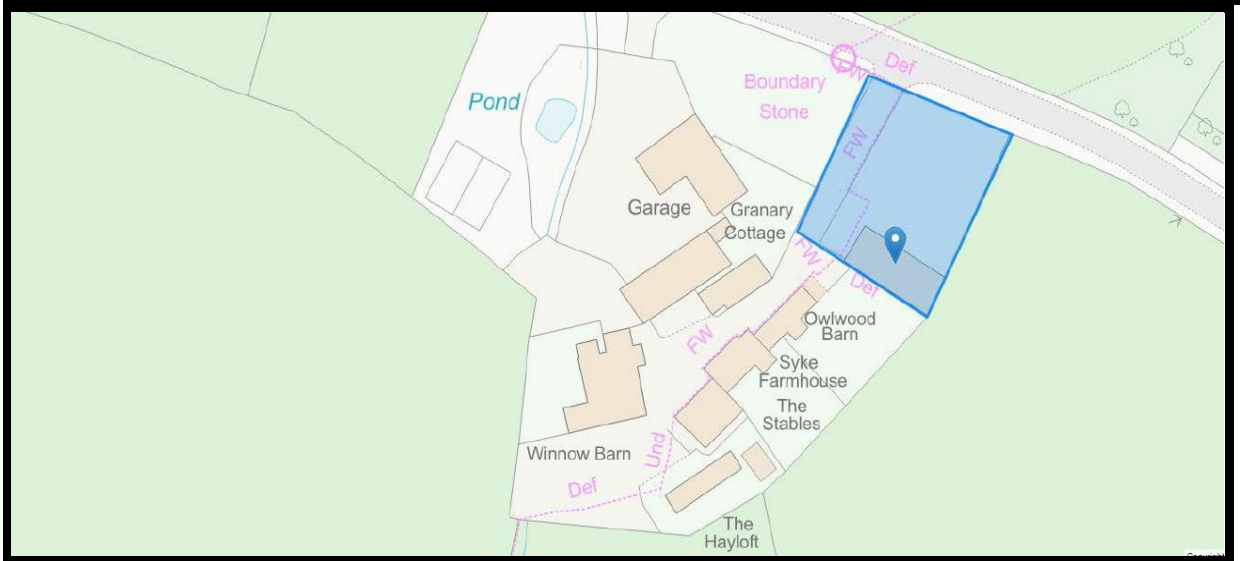 Def
FW
Boundary
Stone
Pond
FW
Garage
Granary
Cottage
FW
Def
Owlwood
Barn
FW
Syke
Farmhouse
The
Stables
Winnow Barn
Und
Def
The
Hayloft